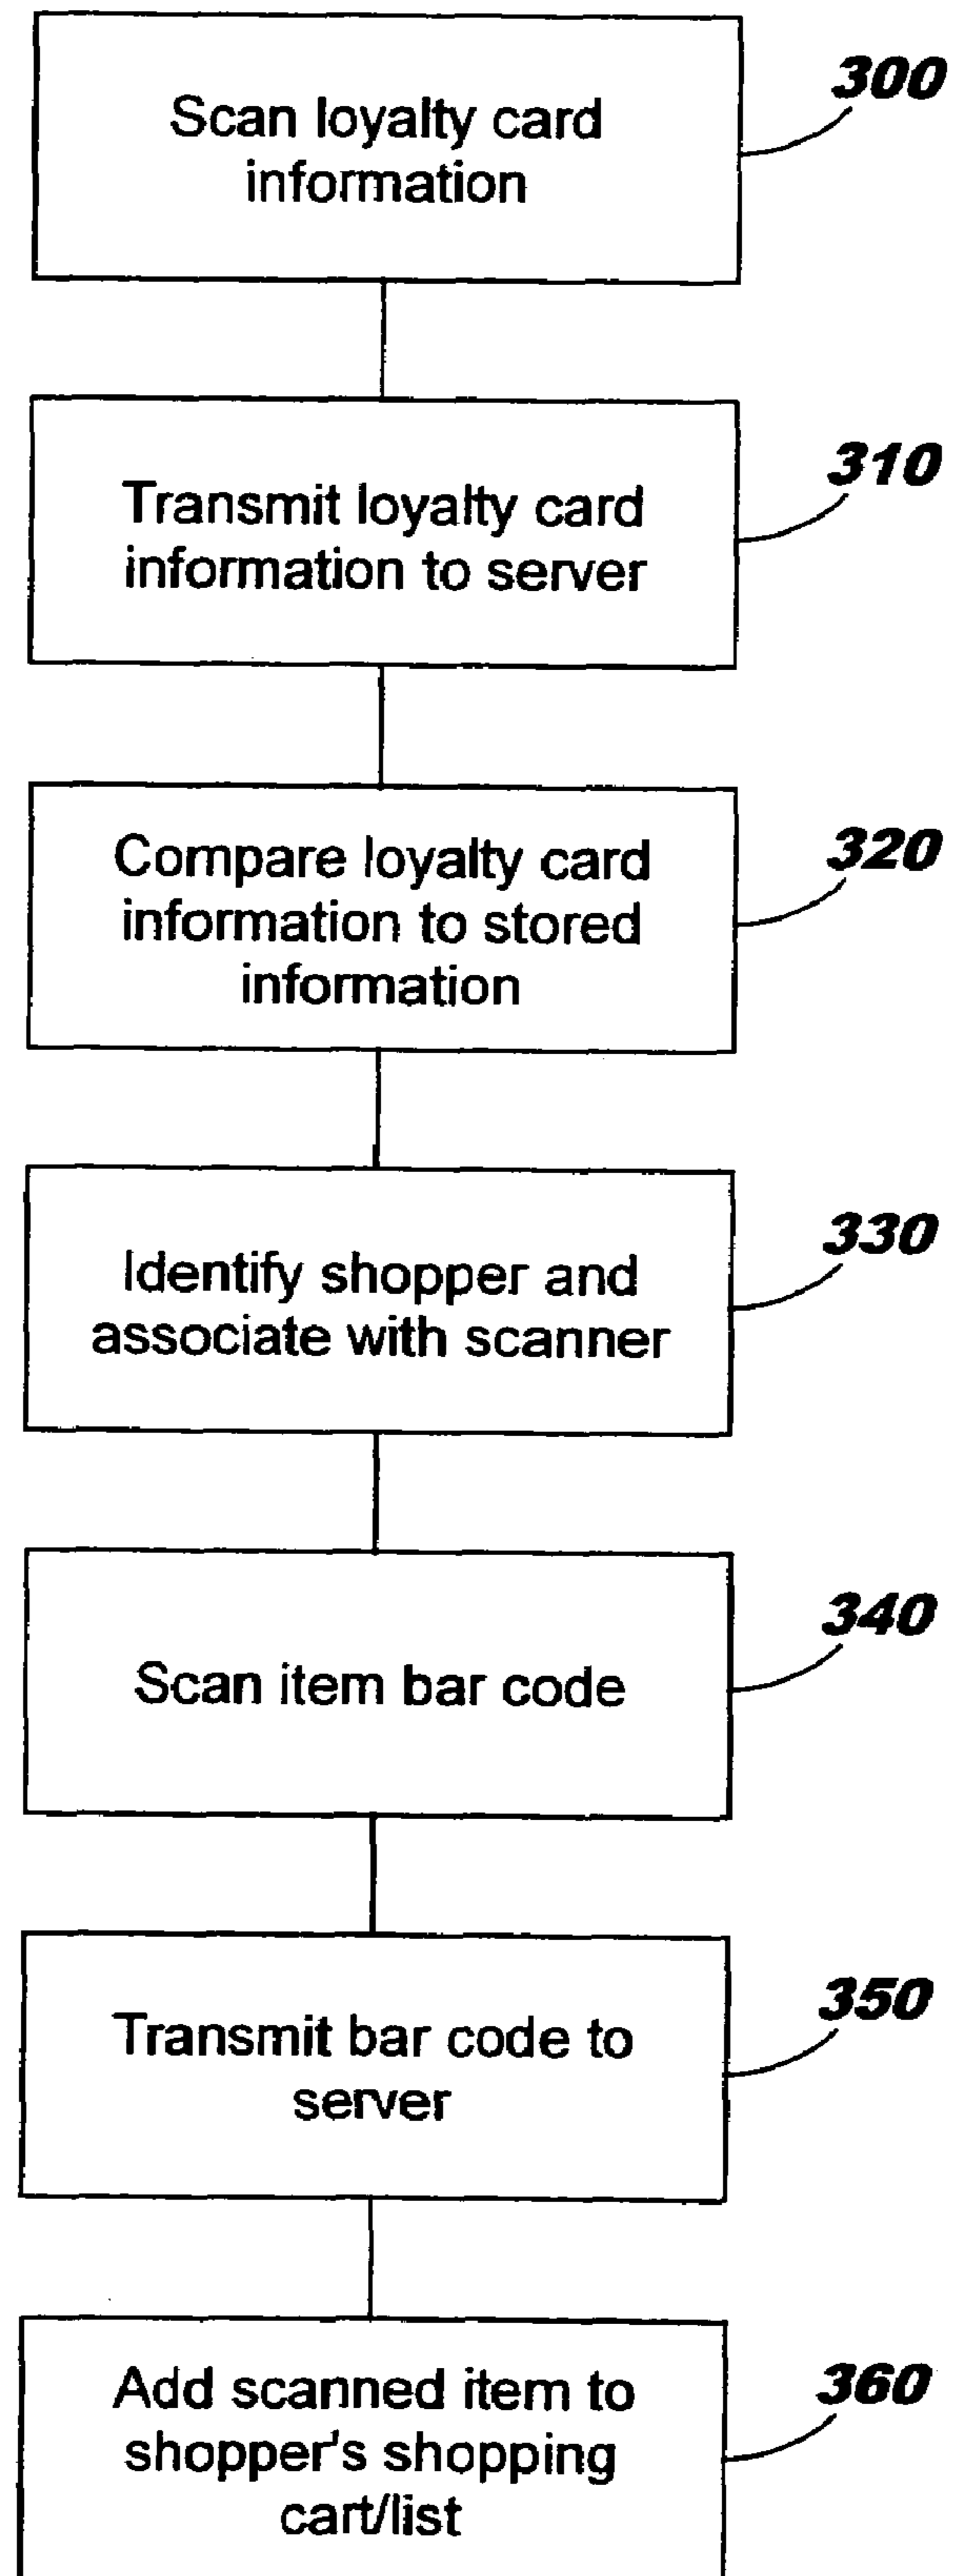 Scan loyalty card
information
300
Transmit loyalty card
information to server
310
Compare loyalty card
information to stored
information
320
Identify shopper and
associate with scanner
330
Scan item bar code
340
Transmit bar code to
server
350
Add scanned item to
shopper's shopping
cart/list
360